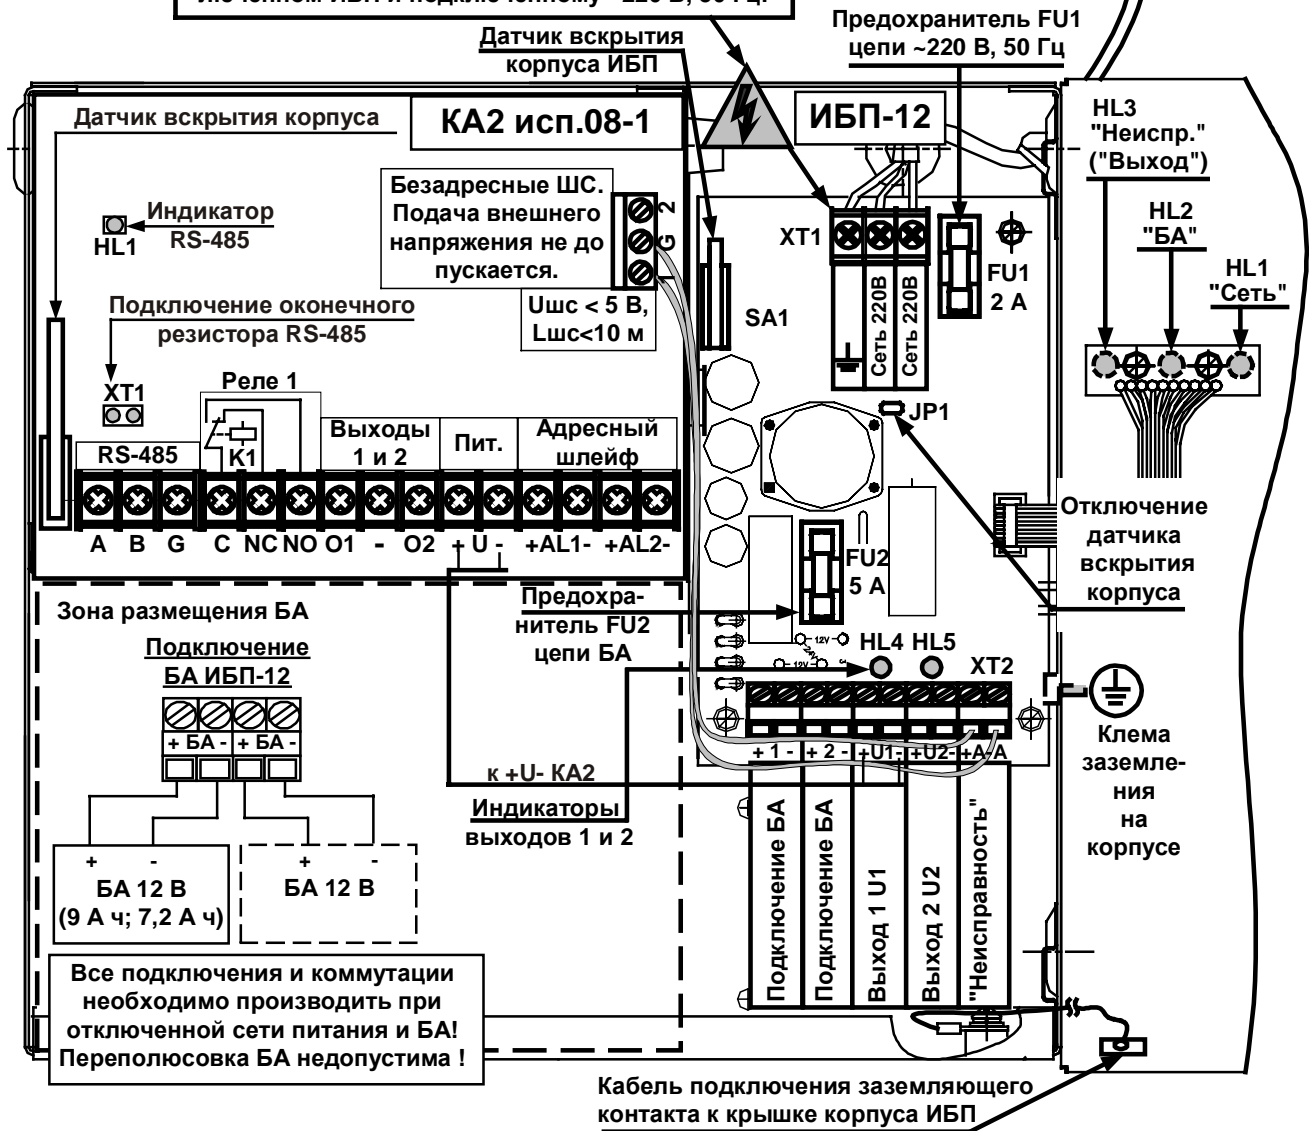 Датчик вскрытия
корпуса ИБП
Предохранитель FU1
цепи ~220 В, 50 Гц
Датчик вскрытия корпуса
КА2 исп.08-1
ИБП-12
HL3
"Неиспр."
("Выход")
HL2
"БА"
HL1
"Сеть"
Безадресные ШС.
Подача внешнего
напряжения не до
пускается.
2
G
1
Uшс < 5 В,
Lшс<10 м
Индикатор
RS-485
HL1
Подключение оконечного
резистора RS-485
XT1
Реле 1
K1
RS-485
Выходы
1 и 2
Пит.
Адресный
шлейф
A B G C NC NO O1 - O2 + U - +AL1- +AL2-
XT1
SA1
Сеть 220В
Сеть 220В
FU1
2 А
JP1
Отключение
датчика
вскрытия
корпуса
FU2
5 А
Предохра-
нитель FU2
цепи БА
12V
24V
12V
HL4 HL5
XT2
+ 1 - + 2 - +U1- +U2- +A-A
Зона размещения БА
Подключение
БА ИБП-12
+ БА - + БА -
+ -
БА 12 В
(9 А ч; 7,2 А ч)
+ -
БА 12 В
к +U- КА2
Индикаторы
выходов 1 и 2
Подключение БА
Подключение БА
Выход 1 U1
Выход 2 U2
"Неисправность"
Клема
заземле-
ния
на
корпусе
Все подключения и коммутации
необходимо производить при
отключенной сети питания и БА!
Переполюсовка БА недопустима !
Кабель подключения заземляющего
контакта к крышке корпуса ИБП